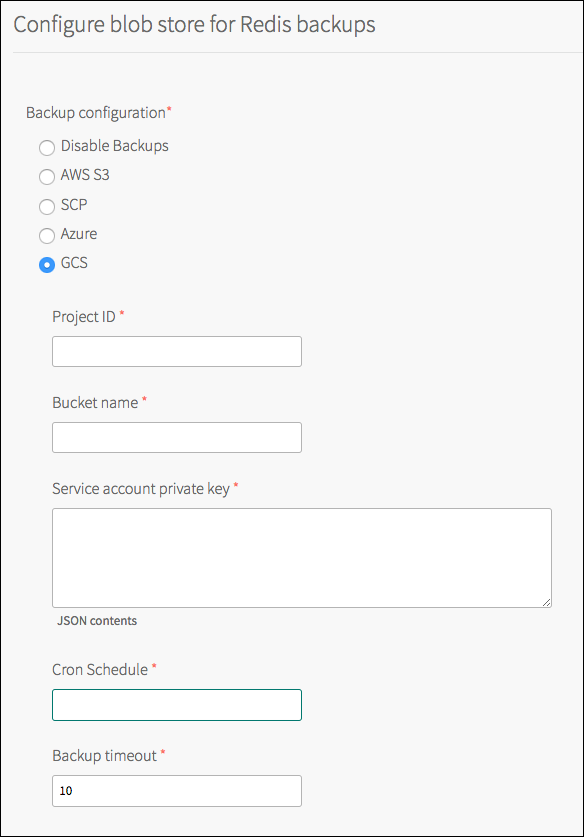 Configure blob store for Redis backups
Backup configuration*
Disable Backups
AWS S3
SCP
Azure
GCS
Project ID *
Bucket name *
Service account private key *
JSON contents
Cron Schedule *
Backup timeout *
10